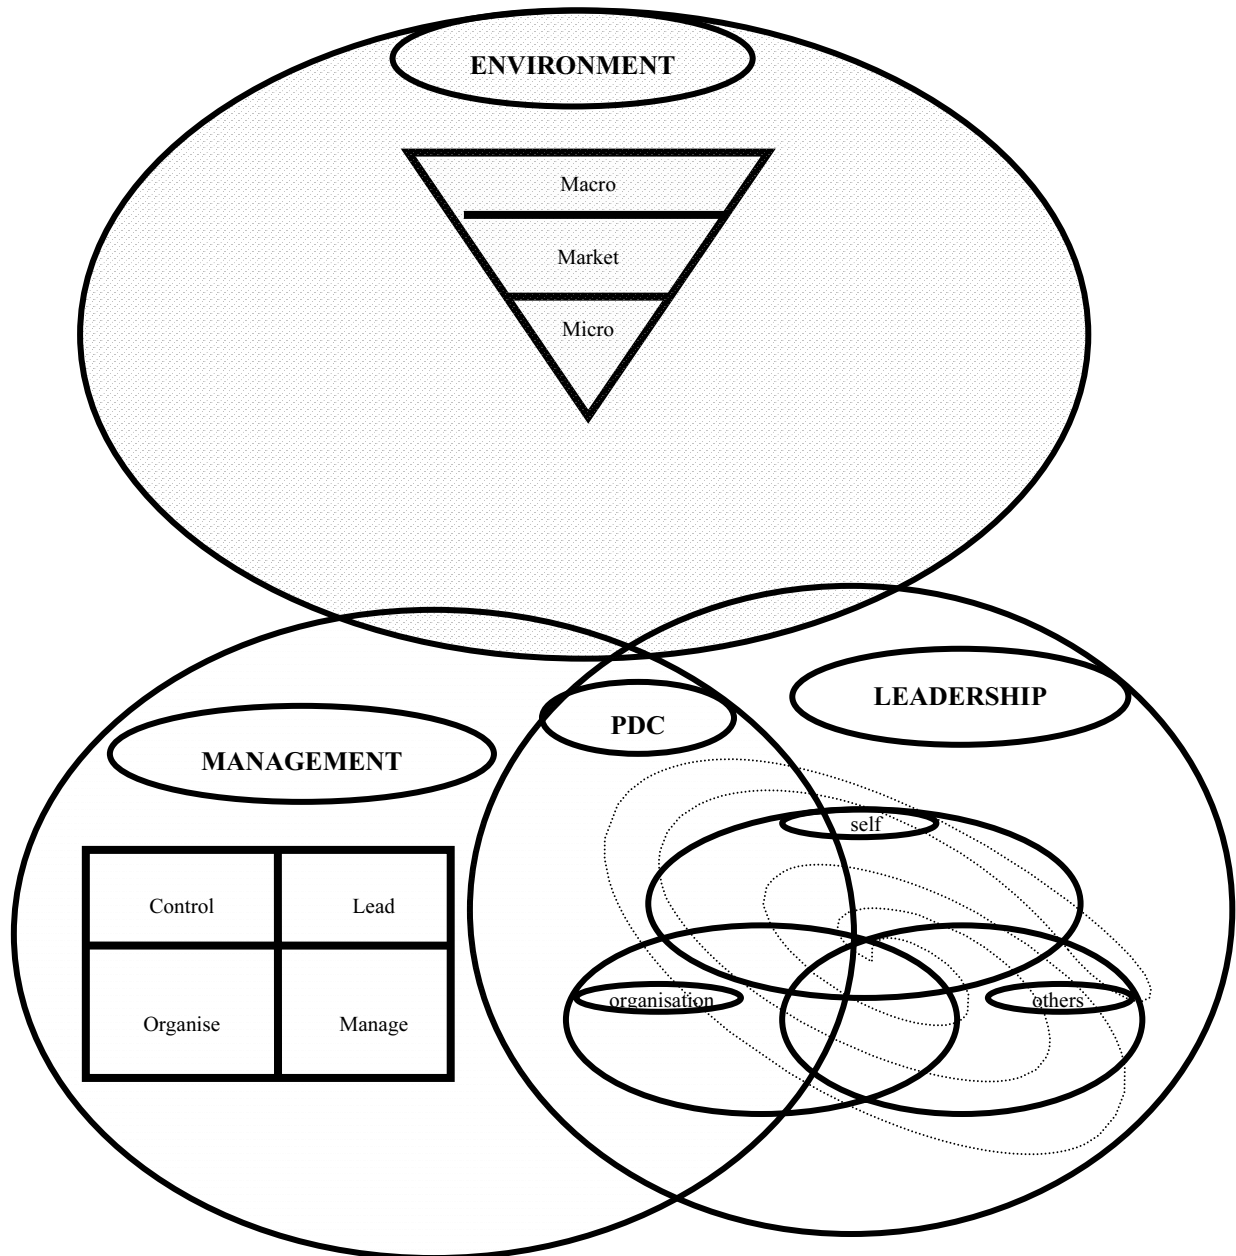 ENVIRONMENT
Macro
Market
Micro
LEADERSHIP
PDC
MANAGEMENT
self
Control
Lead
organisation
others
Organise
Manage